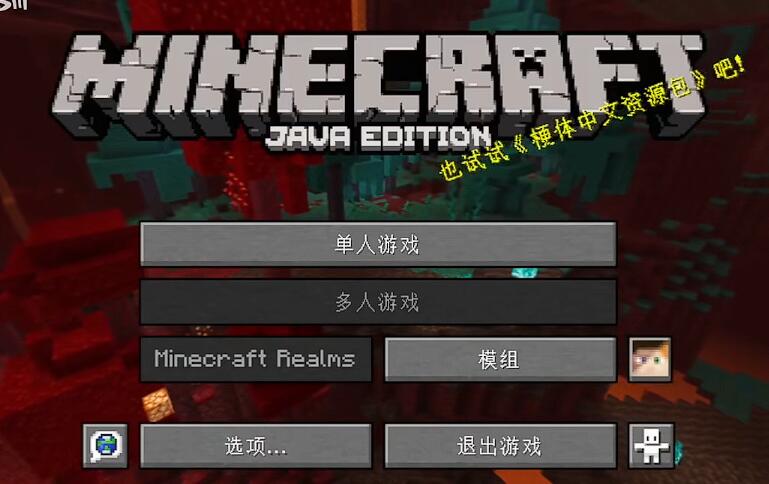 MINECRAFT
JAVA EDITION
也试试《梗体中文资源包》吧!
单人游戏
多人游戏
Minecraft Realms
模组
选项...
退出游戏